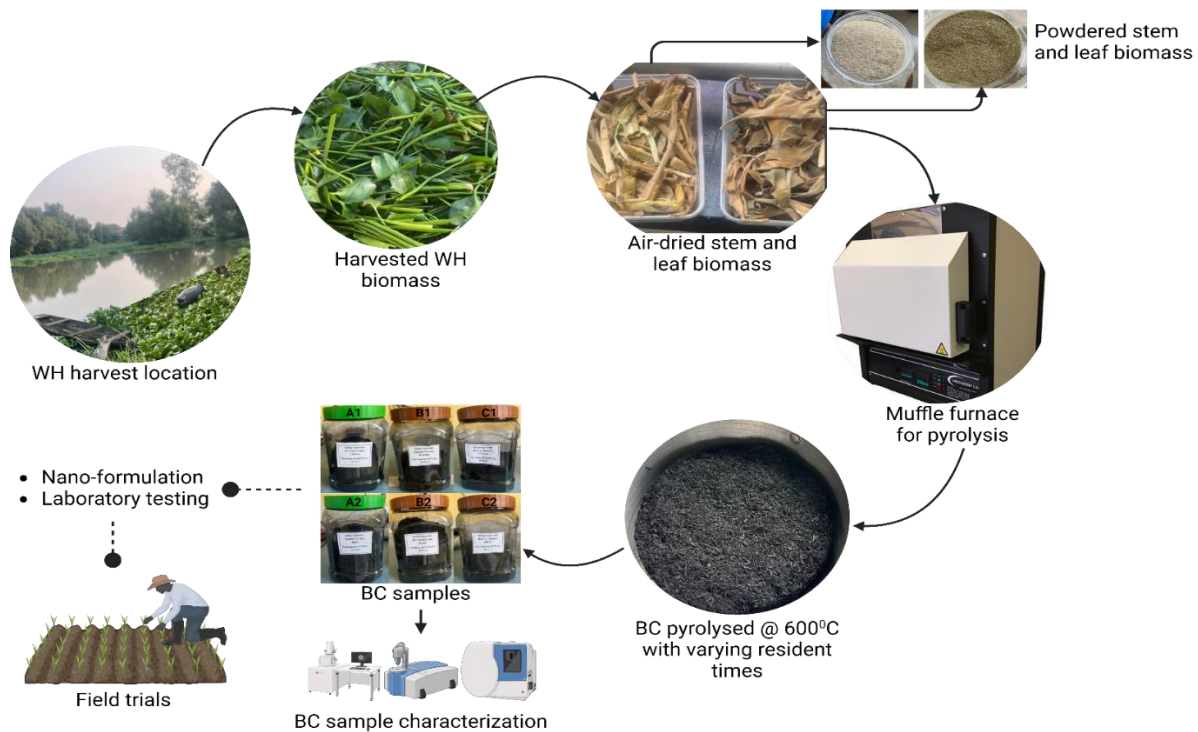 Powdered stem
and leaf biomass
Harvested WH
biomass
Air-dried stem and
leaf biomass
WH harvest location
Muffle furnace
for pyrolysis
A1
B1
C1
A2
B2
C2
• Nano-formulation
• Laboratory testing
BC samples
BC pyrolysed @ 600⁰C
with varying resident
times
Field trials
BC sample characterization